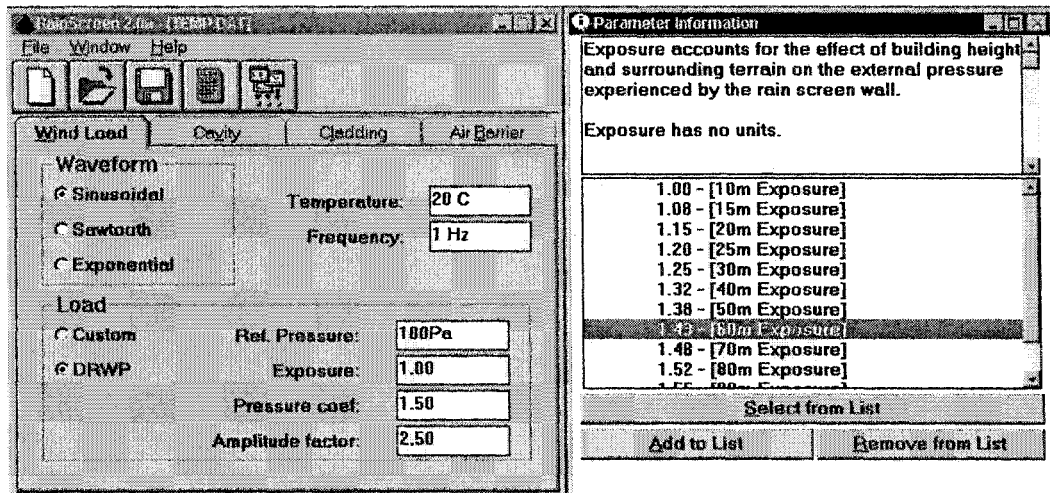 RainScreen 2.0a - [TEMP.DAT]
File Window Help
Wind Load
Cavity
Cladding
Air Barrier
Waveform
Sinusoidal
Sawtooth
Exponential
Temperature: 20 C
Frequency: 1 Hz
Load
Custom
DRWP
Ref. Pressure: 180Pa
Exposure: 1.00
Pressure coef: 1.50
Amplitude factor: 2.50
Parameter Information
Exposure accounts for the effect of building height
and surrounding terrain on the external pressure
experienced by the rain screen wall.
Exposure has no units.
1.00 - [10m Exposure]
1.08 - [15m Exposure]
1.15 - [20m Exposure]
1.20 - [25m Exposure]
1.25 - [30m Exposure]
1.32 - [40m Exposure]
1.38 - [50m Exposure]
1.43 - [60m Exposure]
1.48 - [70m Exposure]
1.52 - [80m Exposure]
Select from List
Add to List
Remove from List